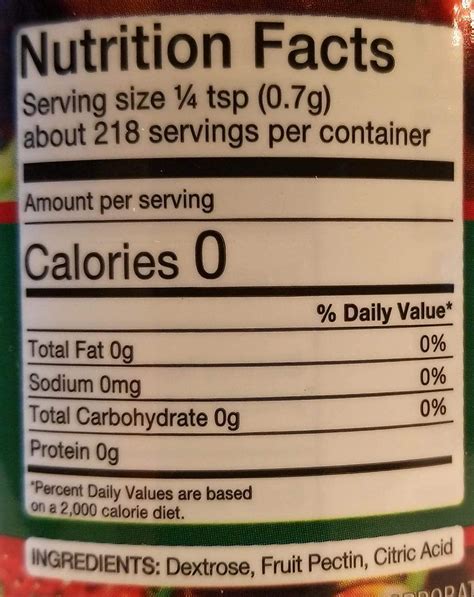 Nutrition Facts
Serving size ¼ tsp (0.7g)
about 218 servings per container
Amount per serving
Calories 0
% Daily Value*
Total Fat 0g 0%
Sodium 0mg 0%
Total Carbohydrate 0g 0%
Protein 0g
*Percent Daily Values are based
on a 2,000 calorie diet.
INGREDIENTS: Dextrose, Fruit Pectin, Citric Acid